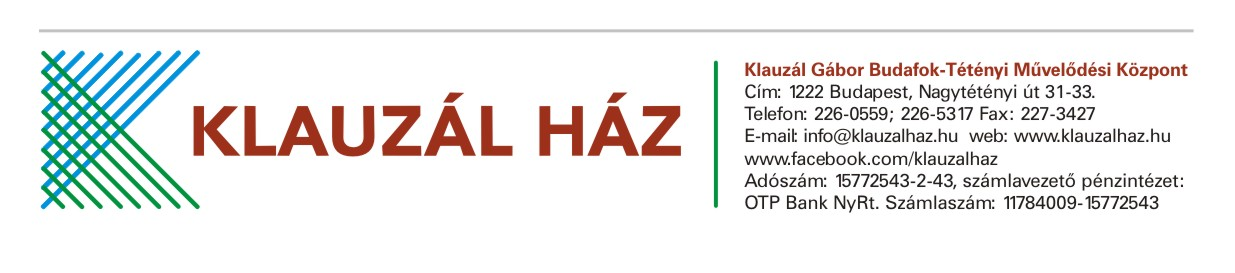 KLAUZÁL HÁZ
Klauzál Gábor Budafok-Tétényi Művelődési Központ
Cím: 1222 Budapest, Nagytétényi út 31-33.
Telefon: 226-0559; 226-5317 Fax: 227-3427
E-mail: info@klauzalhaz.hu web: www.klauzalhaz.hu
www.facebook.com/klauzalhaz
Adószám: 15772543-2-43, számlavezető pénzintézet:
OTP Bank NyRt. Számlaszám: 11784009-15772543